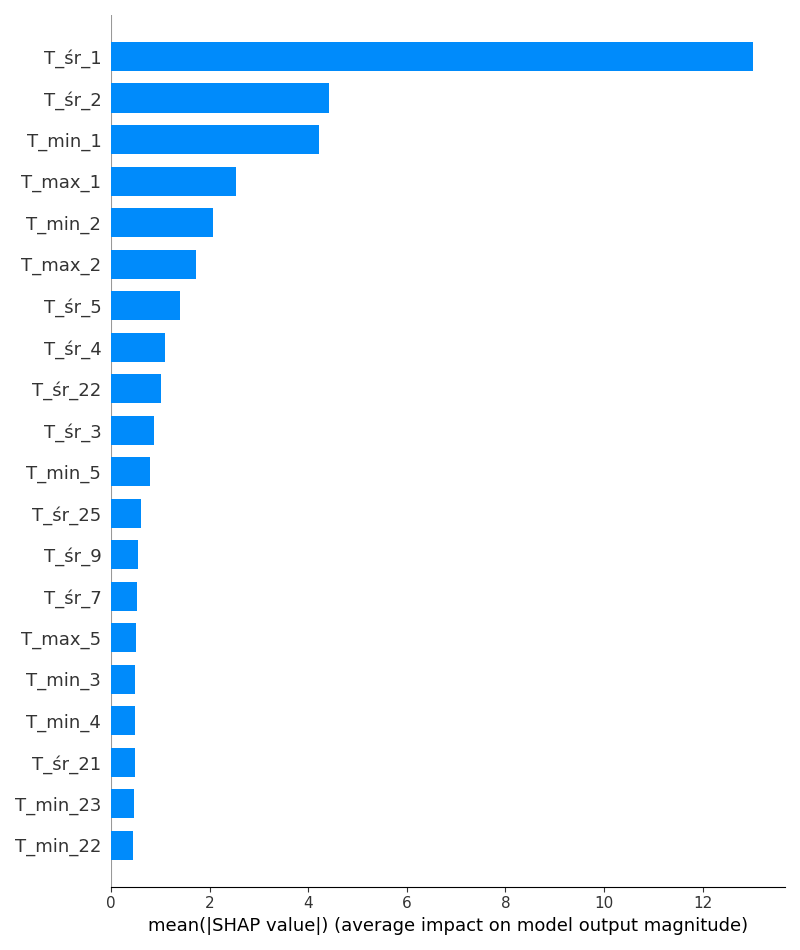 T_śr_1
T_śr_2
T_min_1
T_max_1
T_min_2
T_max_2
T_śr_5
T_śr_4
T_śr_22
T_śr_3
T_min_5
T_śr_25
T_śr_9
T_śr_7
T_max_5
T_min_3
T_min_4
T_śr_21
T_min_23
T_min_22
0 2 4 6 8 10 12
mean(|SHAP value|) (average impact on model output magnitude)